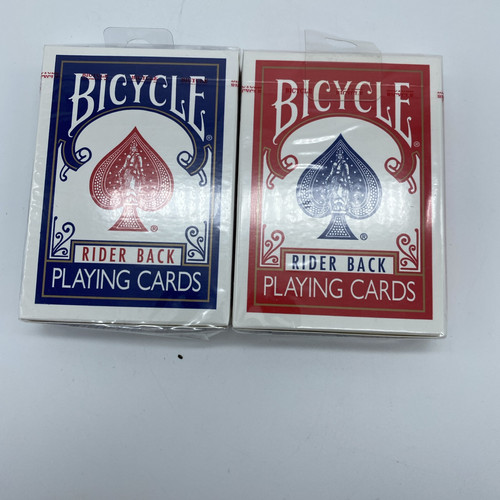 BICYCLE®
®
RIDER BACK
PLAYING CARDS
BICYCLE®
®
RIDER BACK
PLAYING CARDS